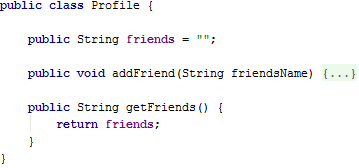 public class Profile {
public String friends = "";
public void addFriend(String friendsName) {...}
public String getFriends() {
return friends;
}
}